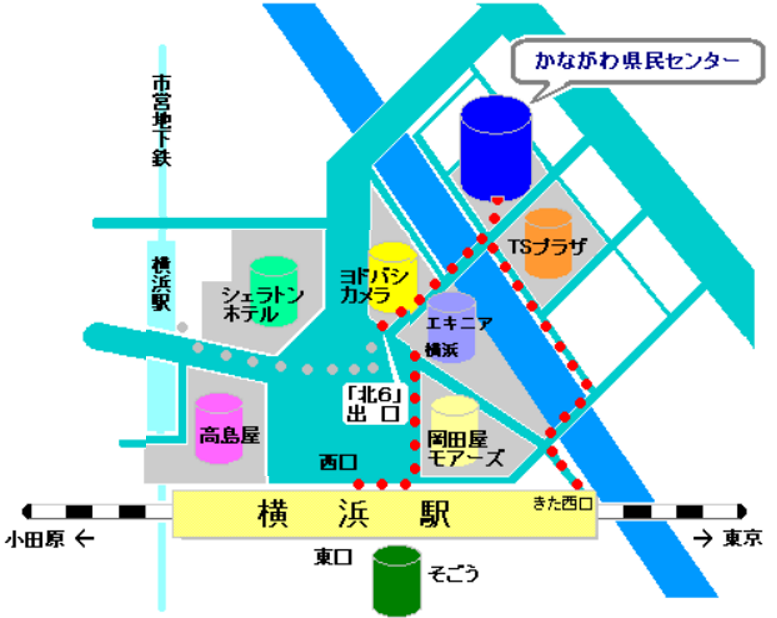 かながわ県民センター
市営地下鉄
横浜駅
シェラトン
ホテル
ヨドバシ
カメラ
TSプラザ
エキニア
横浜
「北6」
出 口
高島屋
岡田屋
モアーズ
西口
横 浜 駅
きた西口
小田原 ←
→ 東京
東口
そごう